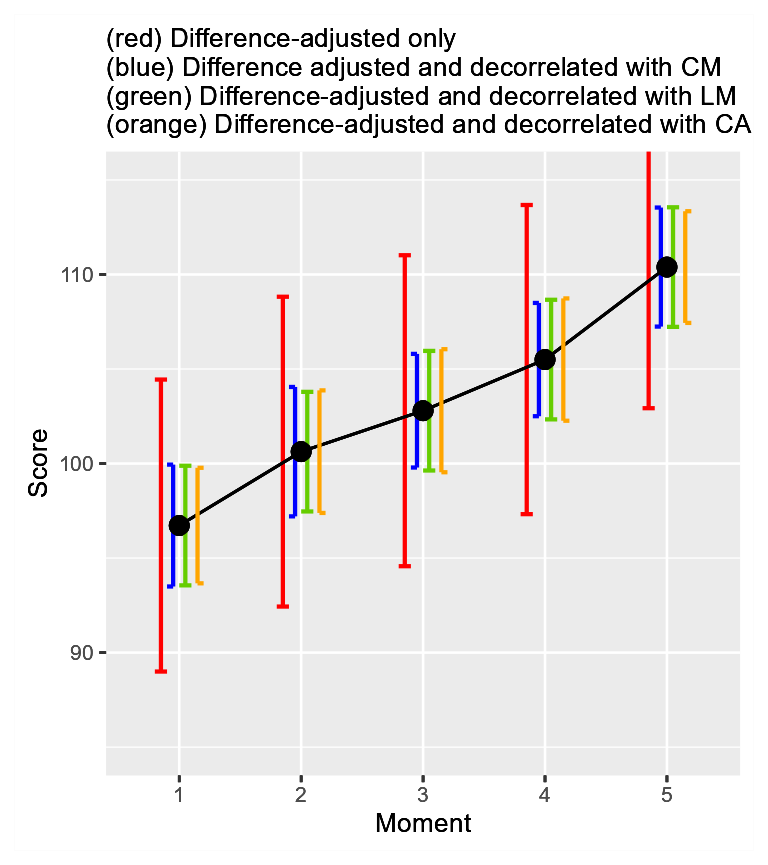 (red) Difference-adjusted only
(blue) Difference adjusted and decorrelated with CM
(green) Difference-adjusted and decorrelated with LM
(orange) Difference-adjusted and decorrelated with CA
110
100
90
Score
1 2 3 4 5
Moment